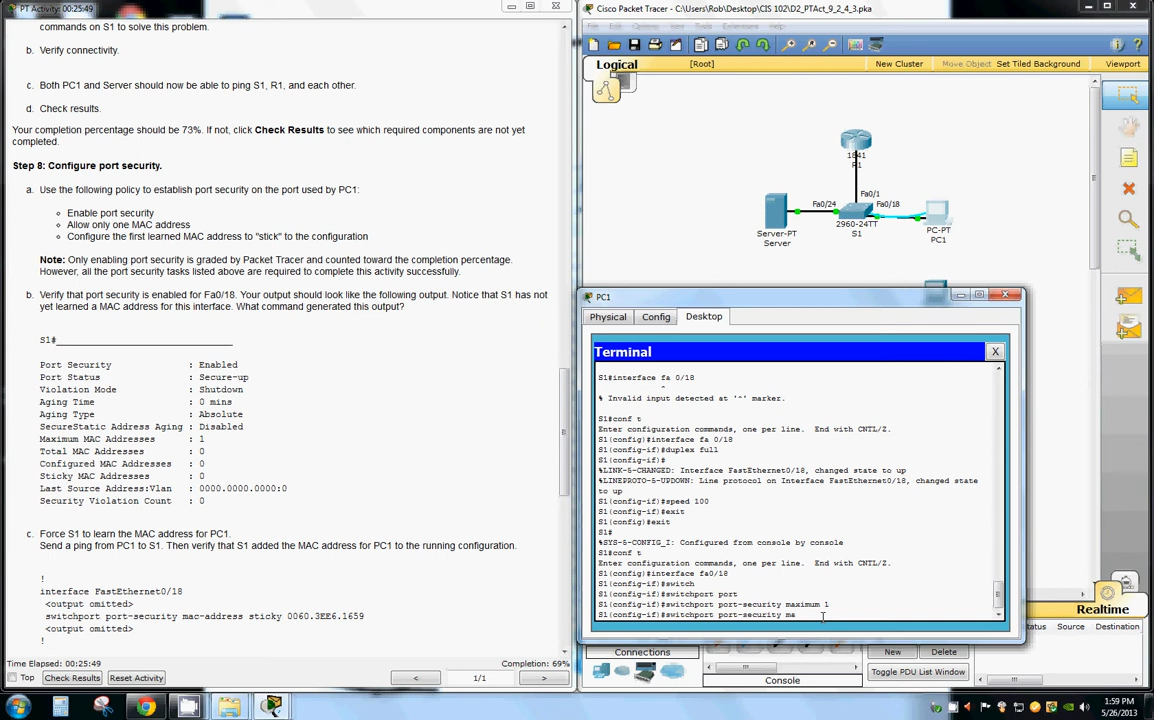 PT Activity: 00:25:49
commands on S1 to solve this problem.
b. Verify connectivity.
c. Both PC1 and Server should now be able to ping S1, R1, and each other.
d. Check results.
Your completion percentage should be 73%. If not, click Check Results to see which required components are not yet
completed.
Step 8: Configure port security.
a. Use the following policy to establish port security on the port used by PC1:
Enable port security
Allow only one MAC address
Configure the first learned MAC address to "stick" to the configuration
Note: Only enabling port security is graded by Packet Tracer and counted toward the completion percentage.
However, all the port security tasks listed above are required to complete this activity successfully.
b. Verify that port security is enabled for Fa0/18. Your output should look like the following output. Notice that S1 has not
yet learned a MAC address for this interface. What command generated this output?
S1#______________________________
Port Security : Enabled
Port Status : Secure-up
Violation Mode : Shutdown
Aging Time : 0 mins
Aging Type : Absolute
SecureStatic Address Aging : Disabled
Maximum MAC Addresses : 1
Total MAC Addresses : 0
Configured MAC Addresses : 0
Sticky MAC Addresses : 0
Last Source Address:Vlan : 0000.0000.0000:0
Security Violation Count : 0
c. Force S1 to learn the MAC address for PC1.
Send a ping from PC1 to S1. Then verify that S1 added the MAC address for PC1 to the running configuration.
!
interface FastEthernet0/18
<output omitted>
switchport port-security mac-address sticky 0060.3EE6.1659
<output omitted>
!
Time Elapsed: 00:25:49
Completion: 69%
Top
Check Results
Reset Activity
<
1/1
>
Cisco Packet Tracer - C:\Users\Rob\Desktop\CIS 102\D2_PTAct_9_2_4_3.pka
File Edit Options View Tools Extensions Help
Logical
[Root]
New Cluster
Move Object
Set Tiled Background
Viewport
1841
R1
Fa0/1
Fa0/24
Fa0/18
Server-PT
Server
2960-24TT
S1
PC-PT
PC1
PC1
Physical
Config
Desktop
Terminal
X
S1#interface fa 0/18
^
% Invalid input detected at '^' marker.
S1#conf t
Enter configuration commands, one per line. End with CNTL/Z.
S1(config)#interface fa 0/18
S1(config-if)#duplex full
S1(config-if)#
%LINK-5-CHANGED: Interface FastEthernet0/18, changed state to up
%LINEPROTO-5-UPDOWN: Line protocol on Interface FastEthernet0/18, changed state
to up
S1(config-if)#speed 100
S1(config-if)#exit
S1(config)#exit
S1#
%SYS-5-CONFIG_I: Configured from console by console
S1#conf t
Enter configuration commands, one per line. End with CNTL/Z.
S1(config)#interface fa0/18
S1(config-if)#switch
S1(config-if)#switchport port
S1(config-if)#switchport port-security maximum 1
S1(config-if)#switchport port-security ma
Realtime
Connections
Console
New
Delete
Toggle PDU List Window
Status
Source
Destination
1:59 PM
5/26/2013